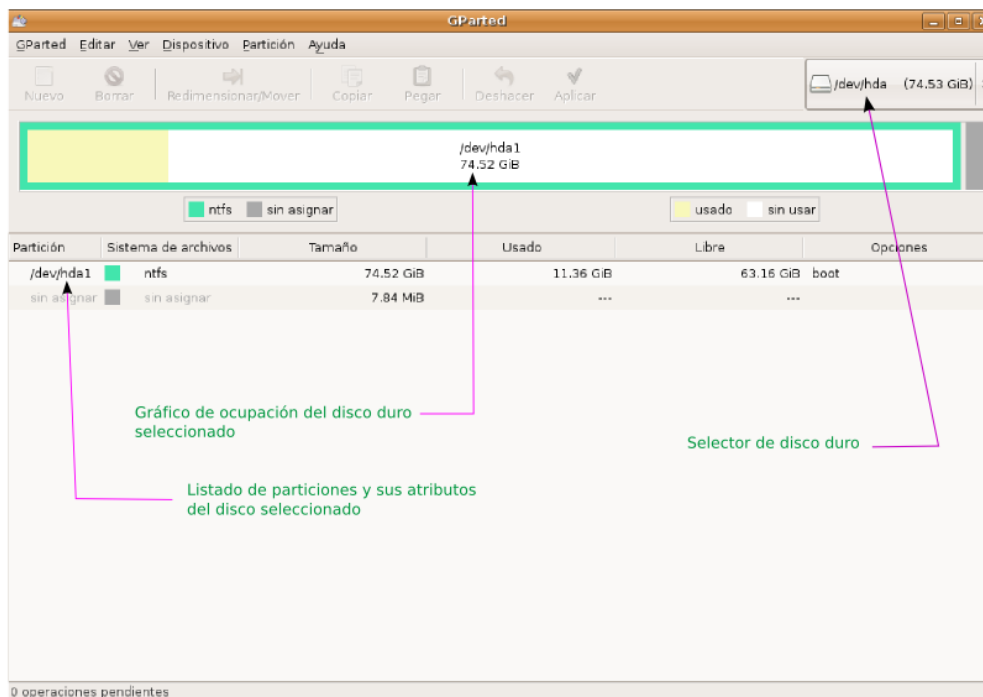 GParted
GParted Editar Ver Dispositivo Partición Ayuda
Nuevo Borrar Redimensionar/Mover Copiar Pegar Deshacer Aplicar
/dev/hda (74.53 GiB)
/dev/hda1
74.52 GiB
ntfs sin asignar
usado sin usar
Partición Sistema de archivos Tamaño Usado Libre Opciones
/dev/hda1 ntfs 74.52 GiB 11.36 GiB 63.16 GiB boot
sin asignar sin asignar 7.84 MiB --- ---
Gráfico de ocupación del disco duro
seleccionado
Selector de disco duro
Listado de particiones y sus atributos
del disco seleccionado
0 operaciones pendientes